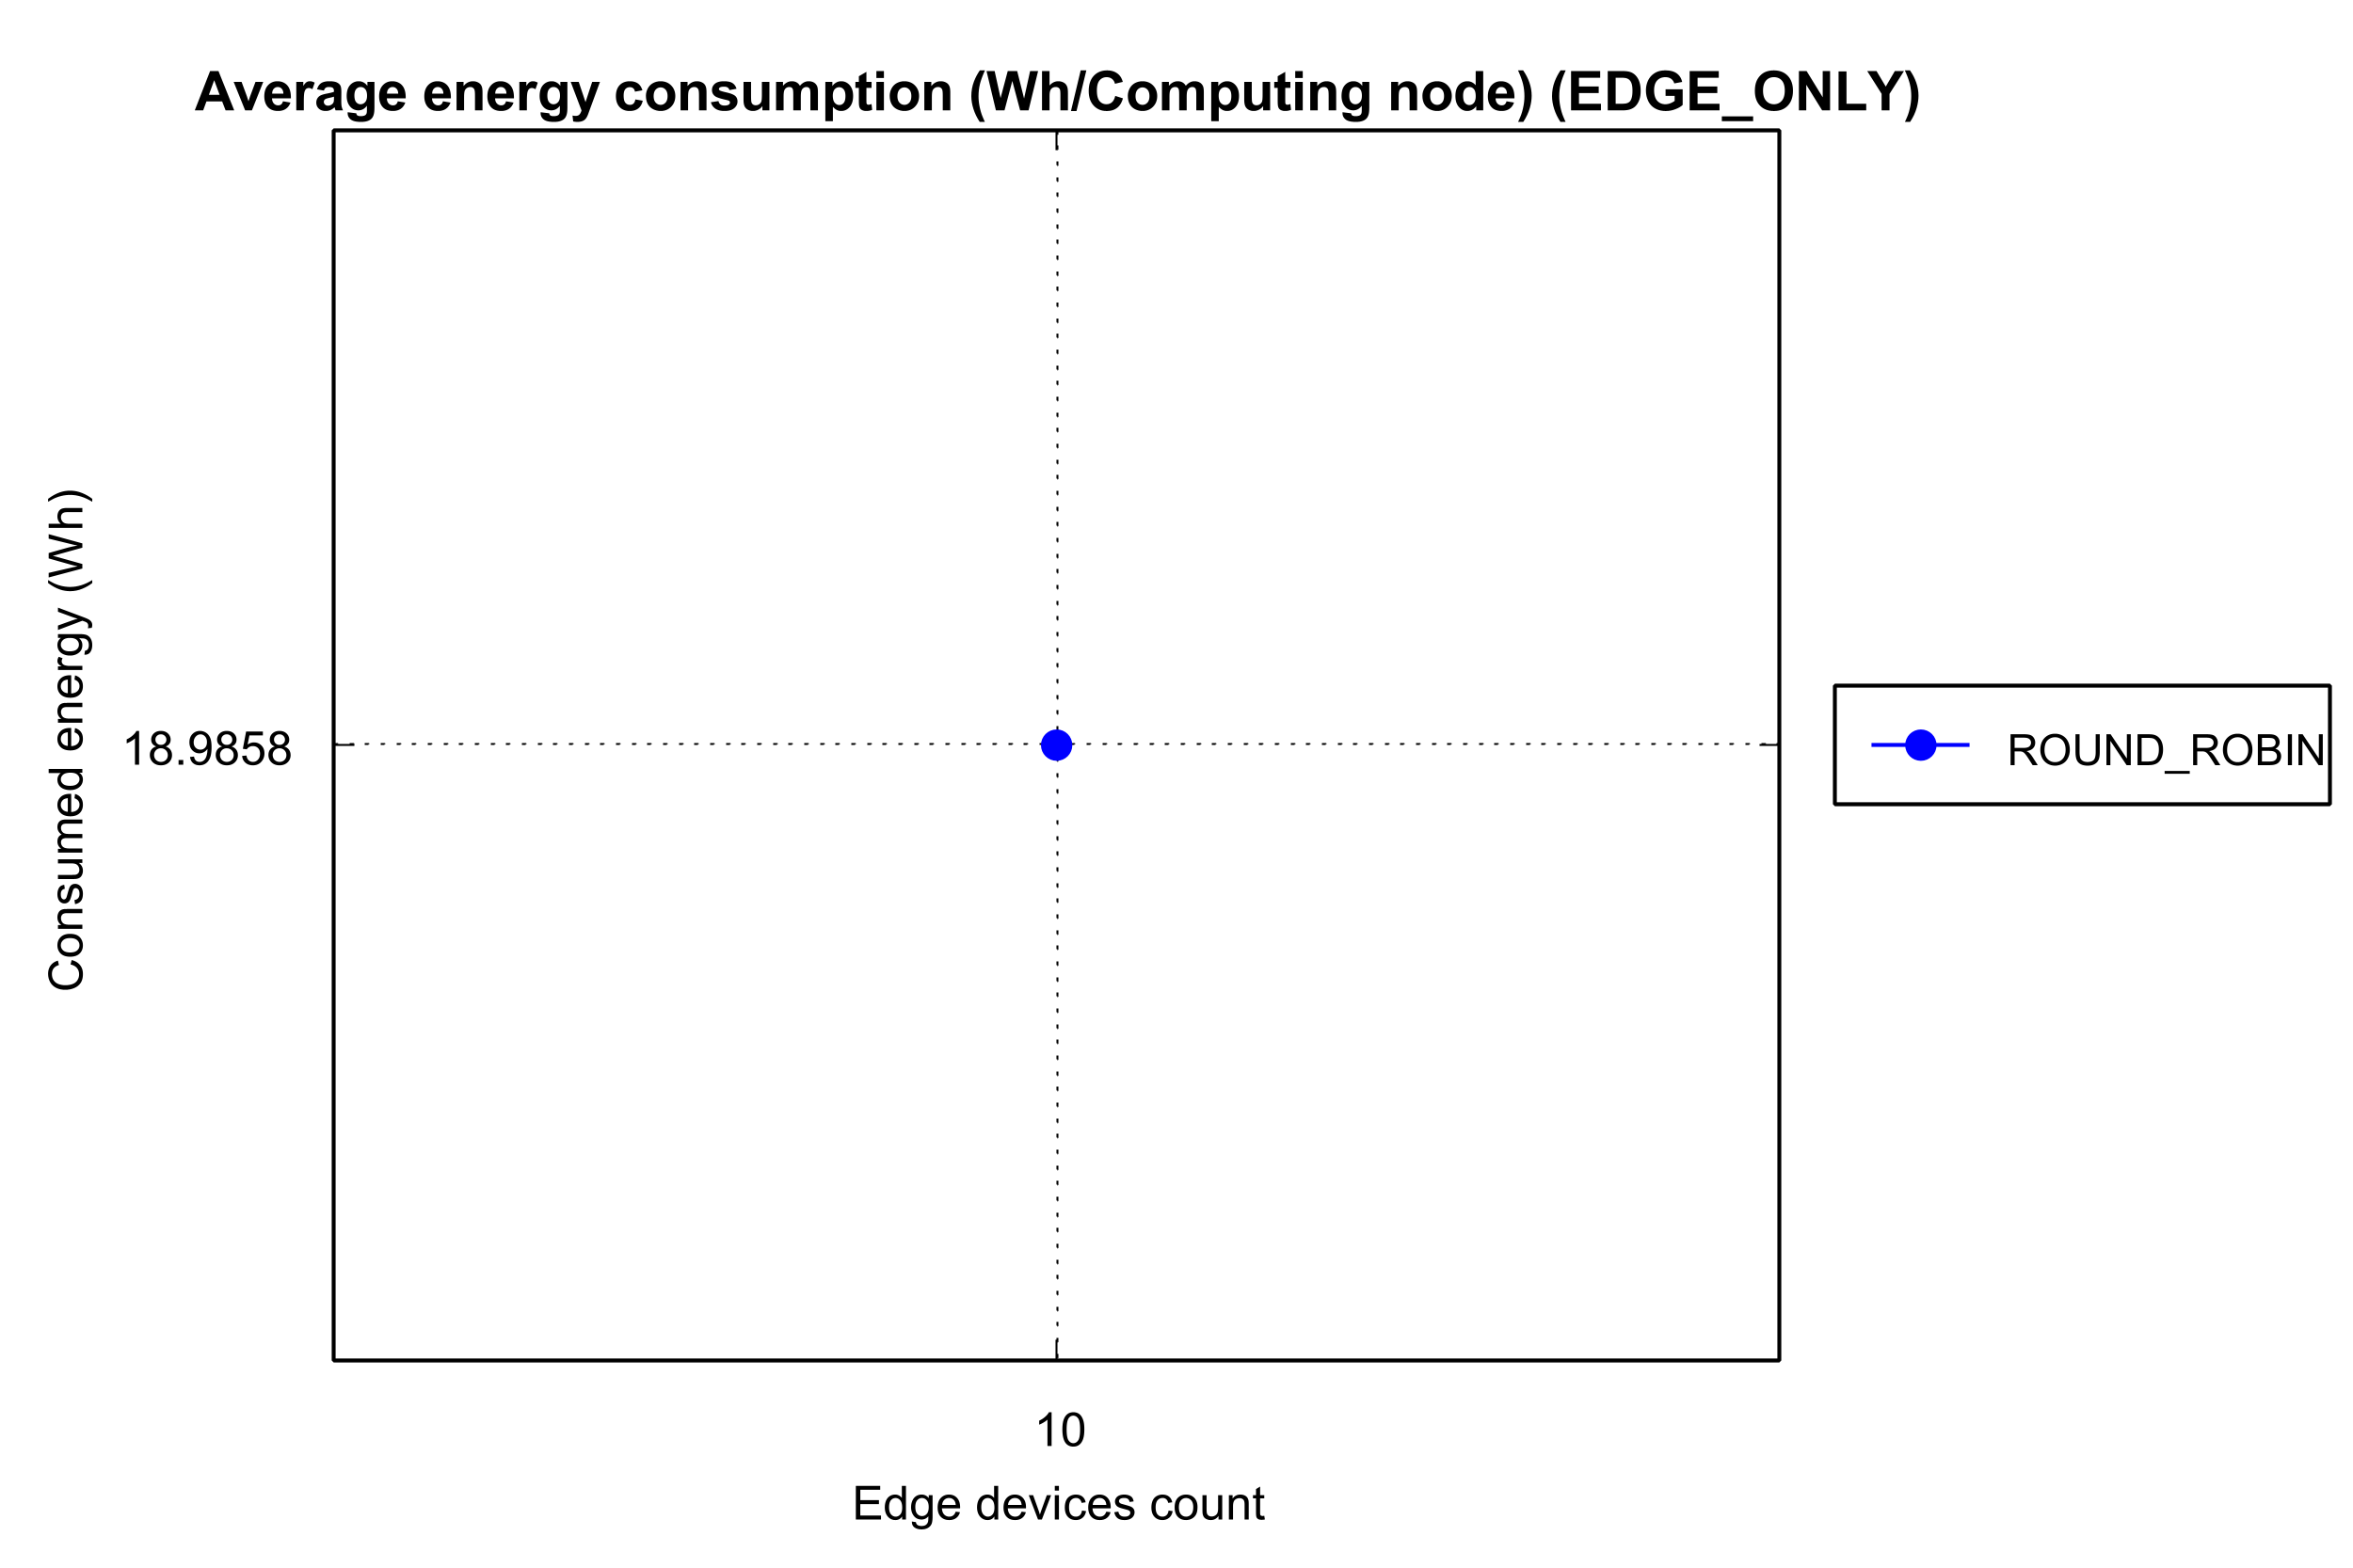 Average energy consumption (Wh/Computing node) (EDGE_ONLY)
Consumed energy (Wh)
18.9858
ROUND_ROBIN
10
Edge devices count